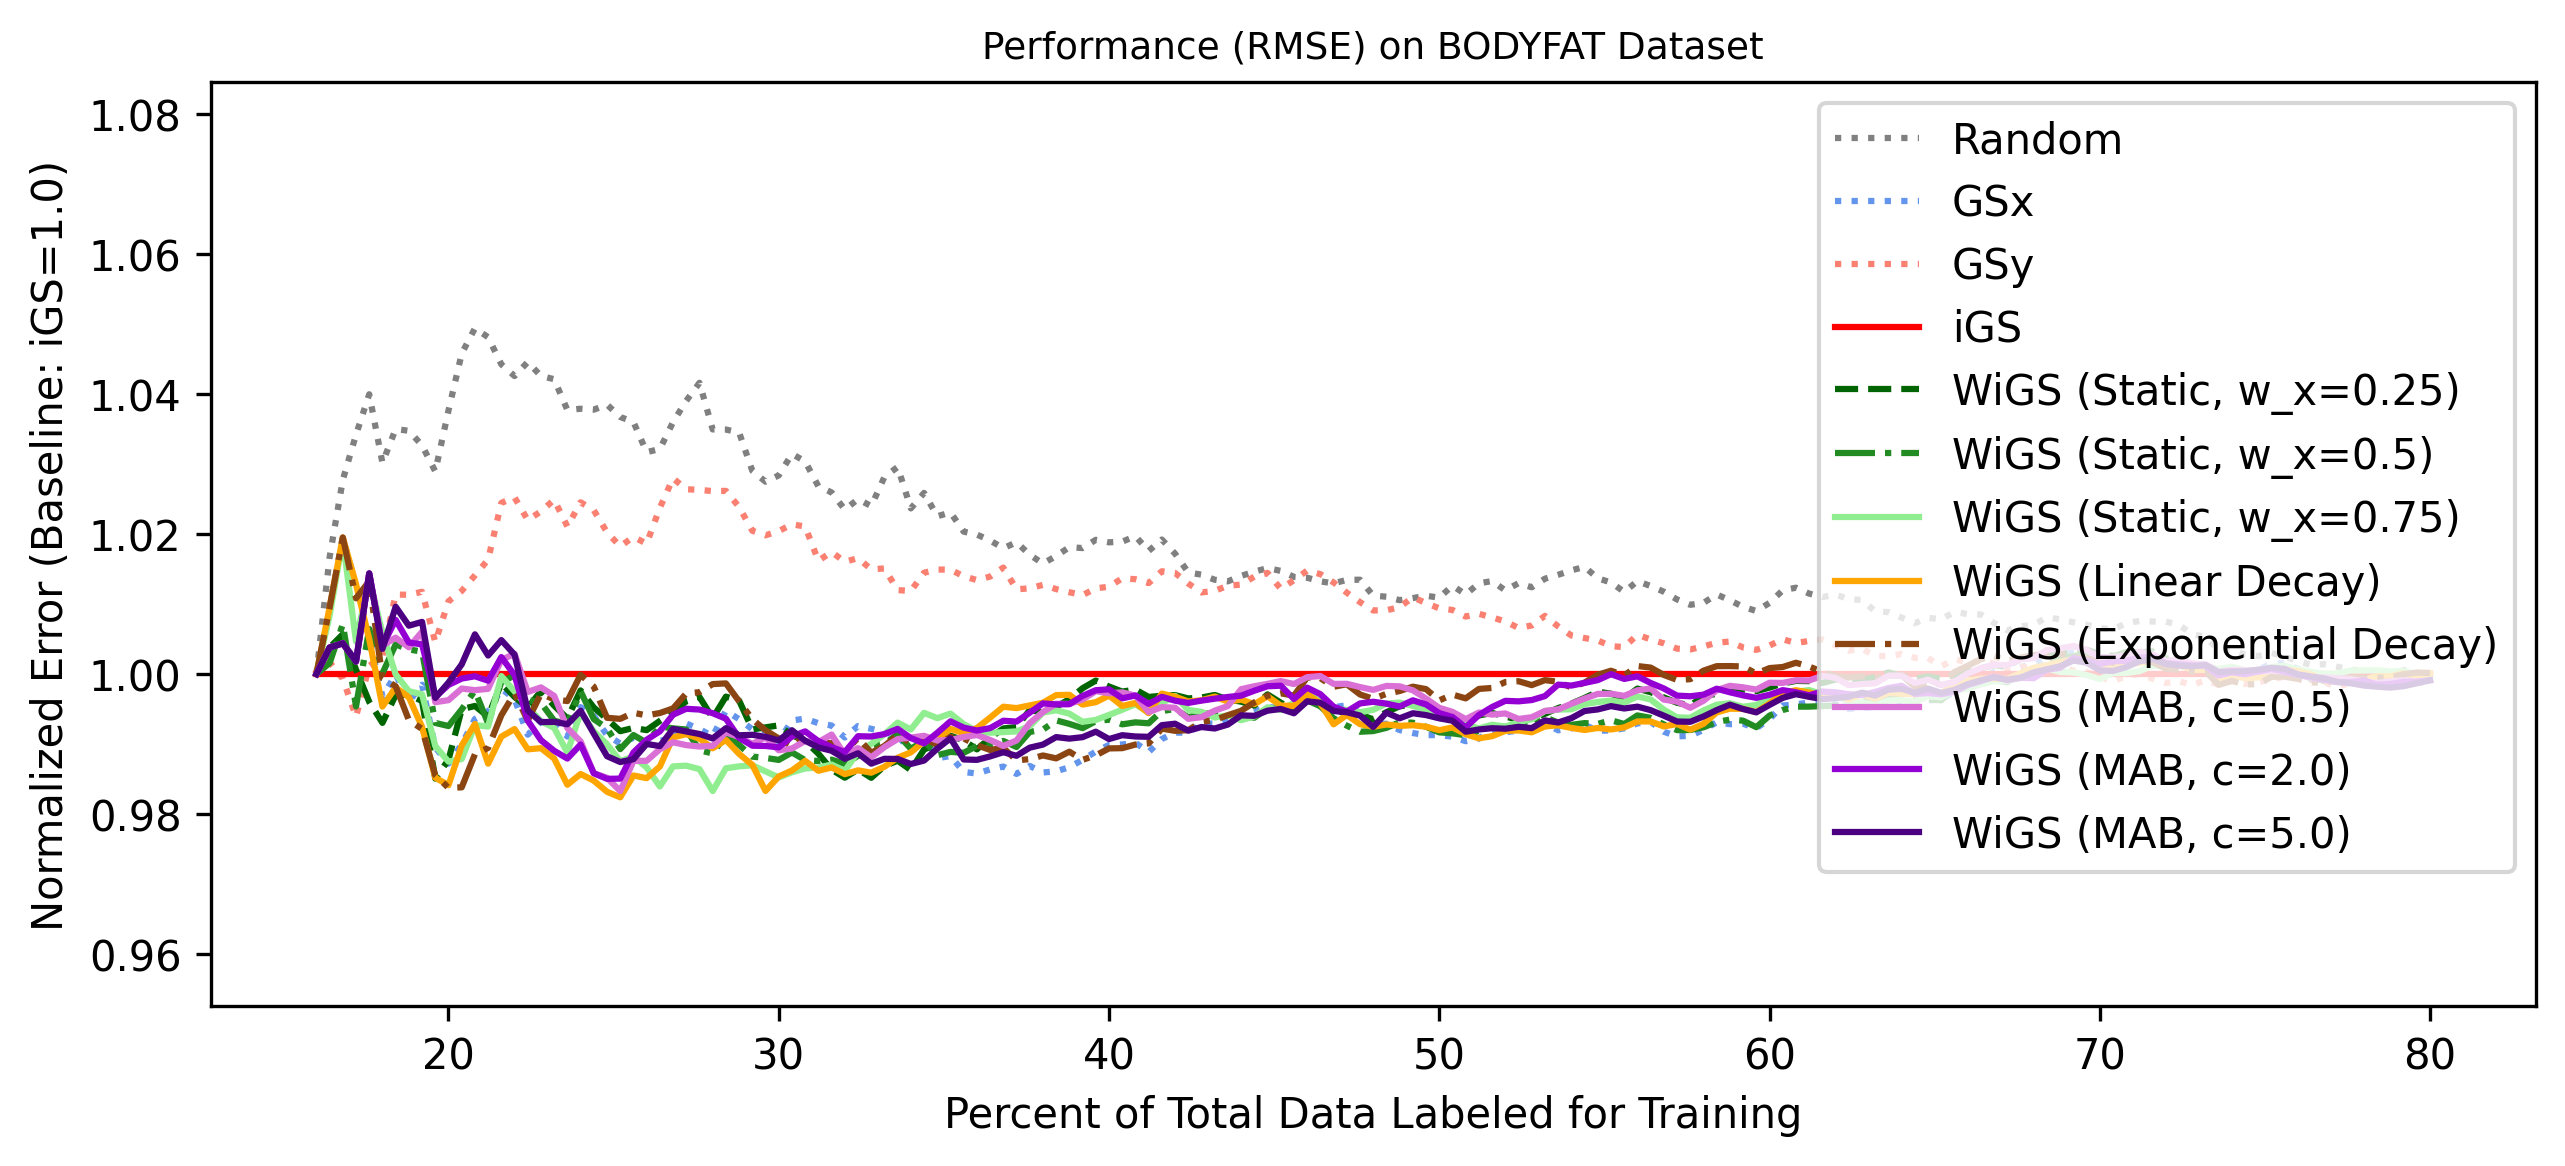 Performance (RMSE) on BODYFAT Dataset
Normalized Error (Baseline: iGS=1.0)
1.08
1.06
1.04
1.02
1.00
0.98
0.96
Random
GSx
GSy
iGS
WiGS (Static, w_x=0.25)
WiGS (Static, w_x=0.5)
WiGS (Static, w_x=0.75)
WiGS (Linear Decay)
WiGS (Exponential Decay)
WiGS (MAB, c=0.5)
WiGS (MAB, c=2.0)
WiGS (MAB, c=5.0)
20 30 40 50 60 70 80
Percent of Total Data Labeled for Training